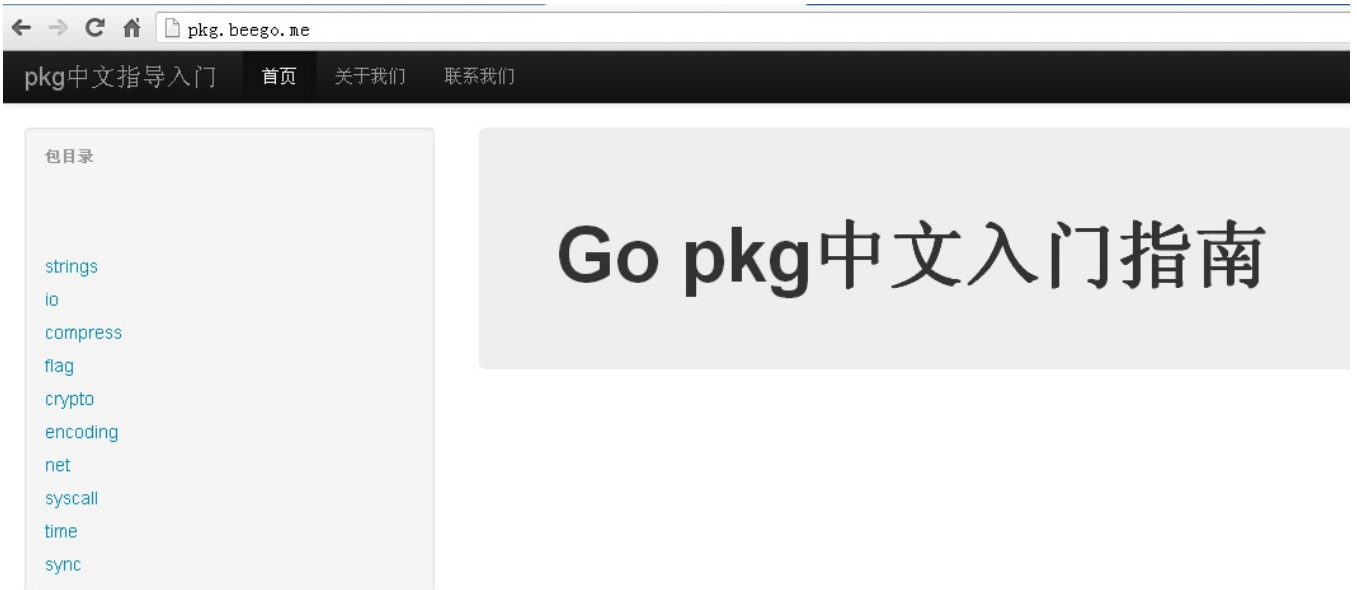 pkg.beego.me
pkg中文指导入门 首页 关于我们 联系我们
包目录
strings
io
compress
flag
crypto
encoding
net
syscall
time
sync
Go pkg中文入门指南